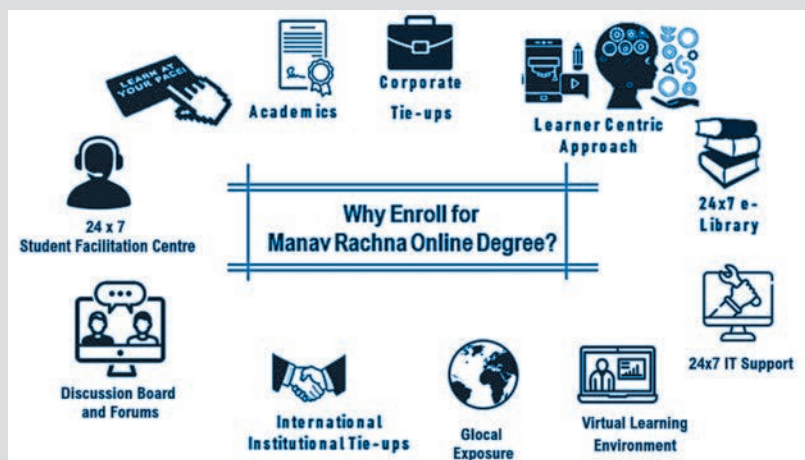 LEARN AT
YOUR PACE!
Academics
Corporate
Tie-ups
Learner Centric
Approach
24x7 e-
Library
24x7 IT Support
Virtual Learning
Environment
Glocal
Exposure
International
Institutional Tie-ups
Discussion Board
and Forums
24 x 7
Student Facilitation Centre
Why Enroll for
Manav Rachna Online Degree?